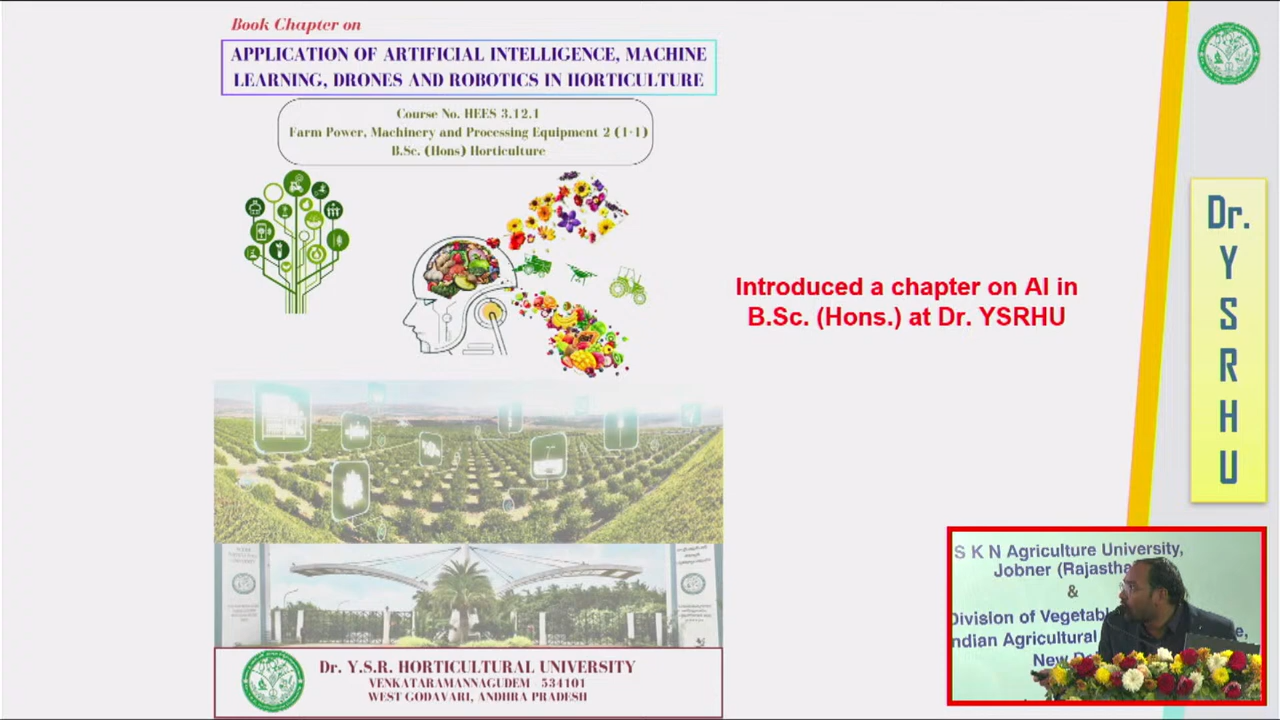 Book Chapter on
APPLICATION OF ARTIFICIAL INTELLIGENCE, MACHINE
LEARNING, DRONES AND ROBOTICS IN HORTICULTURE
Course No. HEES 3.12.1
Farm Power, Machinery and Processing Equipment 2 (1+1)
B.Sc. (Hons) Horticulture
Introduced a chapter on AI in
B.Sc. (Hons.) at Dr. YSRHU
Dr. Y.S.R. HORTICULTURAL UNIVERSITY
VENKATARAMANNAGUDEM 534101
WEST GODAVARI, ANDHRA PRADESH
Dr.
Y
S
R
H
U
S K N Agriculture University,
Jobner (Rajastha
&
Division of Vegetab
ndian Agricultural
New De